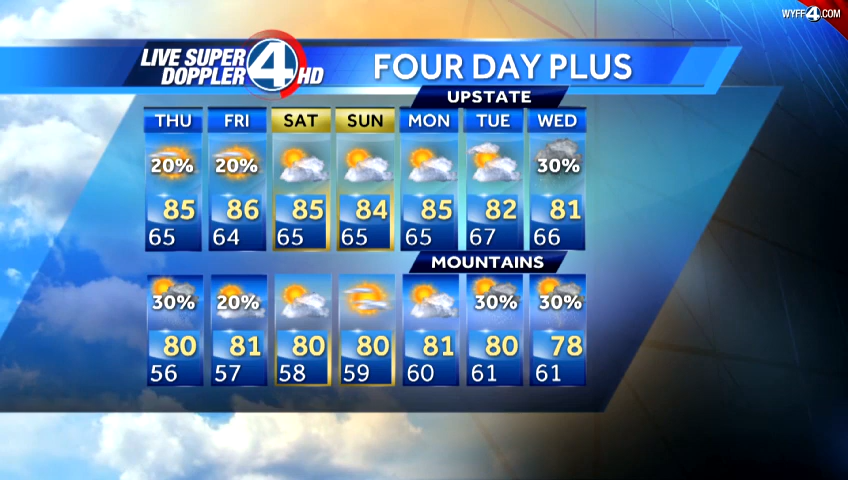 WYFF4.COM
LIVE SUPER
DOPPLER 4 HD
FOUR DAY PLUS
UPSTATE
THU FRI SAT SUN MON TUE WED
20% 20% 30%
85 86 85 84 85 82 81
65 64 65 65 65 67 66
MOUNTAINS
30% 20% 30% 30%
80 81 80 80 81 80 78
56 57 58 59 60 61 61